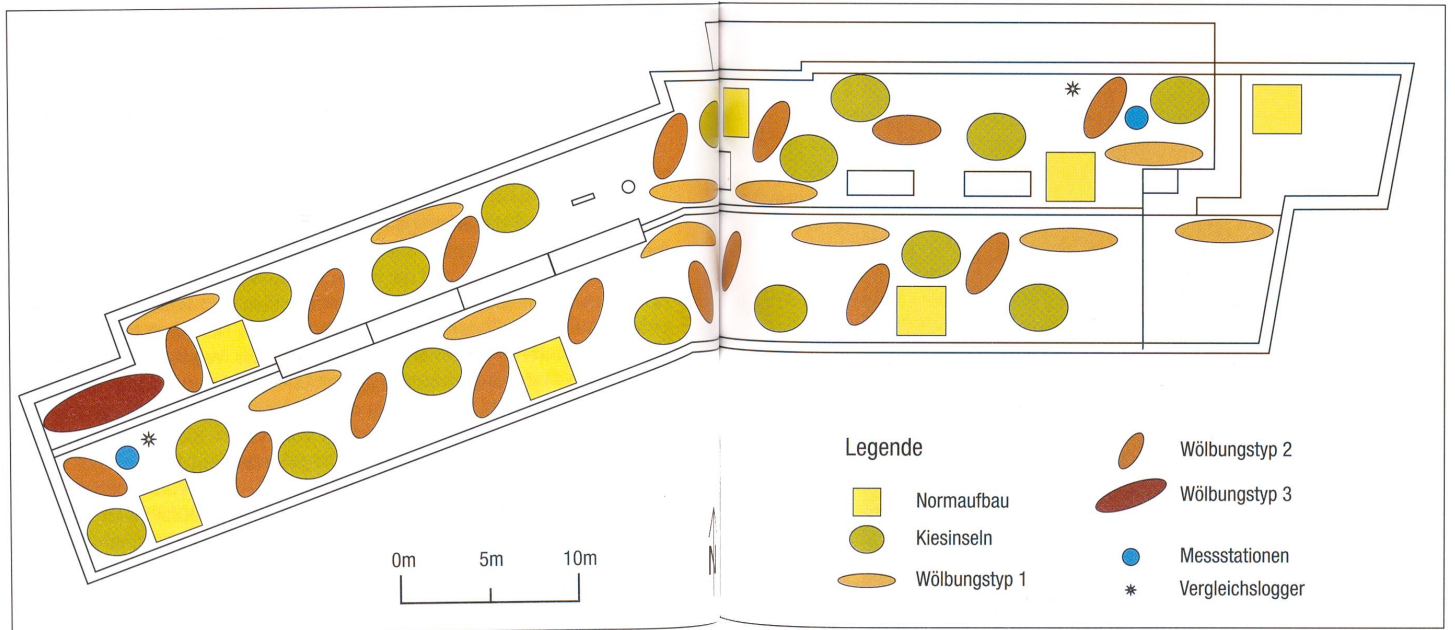 0m
5m
10m
N
Legende
Normaufbau
Kiesinseln
Wölbungstyp 1
Wölbungstyp 2
Wölbungstyp 3
Messstationen
Vergleichslogger